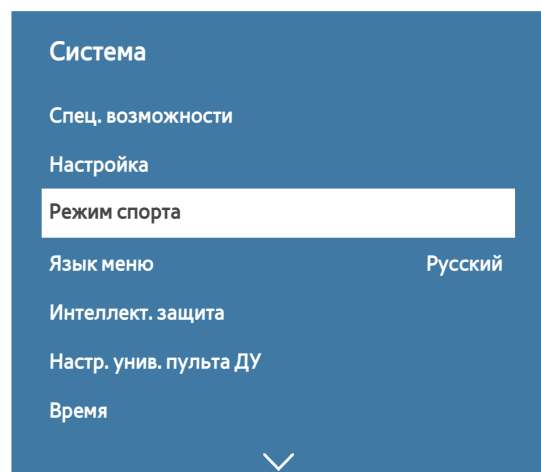 Система
Спец. возможности
Настройка
Режим спорта
Язык меню Русский
Интеллект. защита
Настр. унив. пульта ДУ
Время